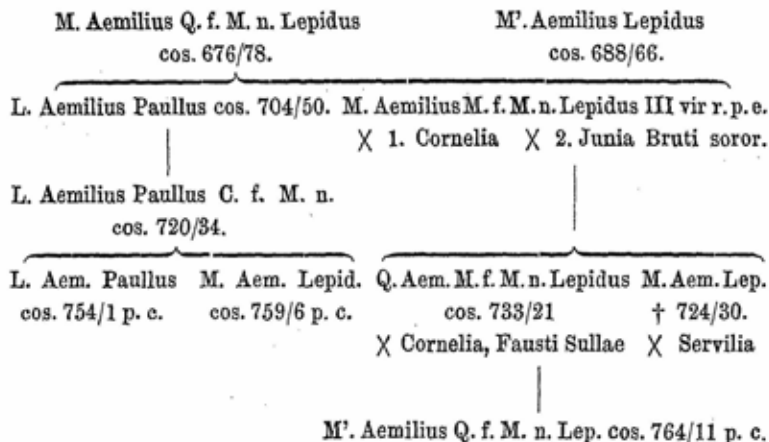 M. Aemilius Q. f. M. n. Lepidus M'. Aemilius Lepidus
cos. 676/78. cos. 688/66.
L. Aemilius Paullus cos. 704/50. M. Aemilius M. f. M. n. Lepidus III vir r. p. e.
X 1. Cornelia X 2. Junia Bruti soror.
L. Aemilius Paullus C. f. M. n.
cos. 720/34.
L. Aem. Paullus M. Aem. Lepid. Q. Aem. M. f. M. n. Lepidus M. Aem. Lep.
cos. 754/1 p. c. cos. 759/6 p. c. cos. 733/21 † 724/30.
X Cornelia, Fausti Sullae X Servilia
M'. Aemilius Q. f. M. n. Lep. cos. 764/11 p. c.